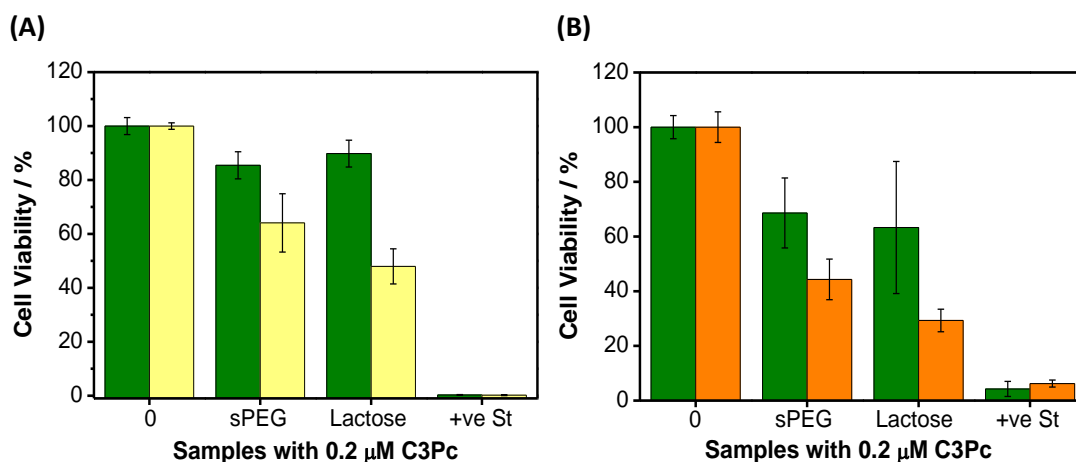 (A)
120
100
80
60
40
20
0
Cell Viability / %
0 sPEG Lactose +ve St
Samples with 0.2 μM C3Pc
(B)
120
100
80
60
40
20
0
Cell Viability / %
0 sPEG Lactose +ve St
Samples with 0.2 μM C3Pc